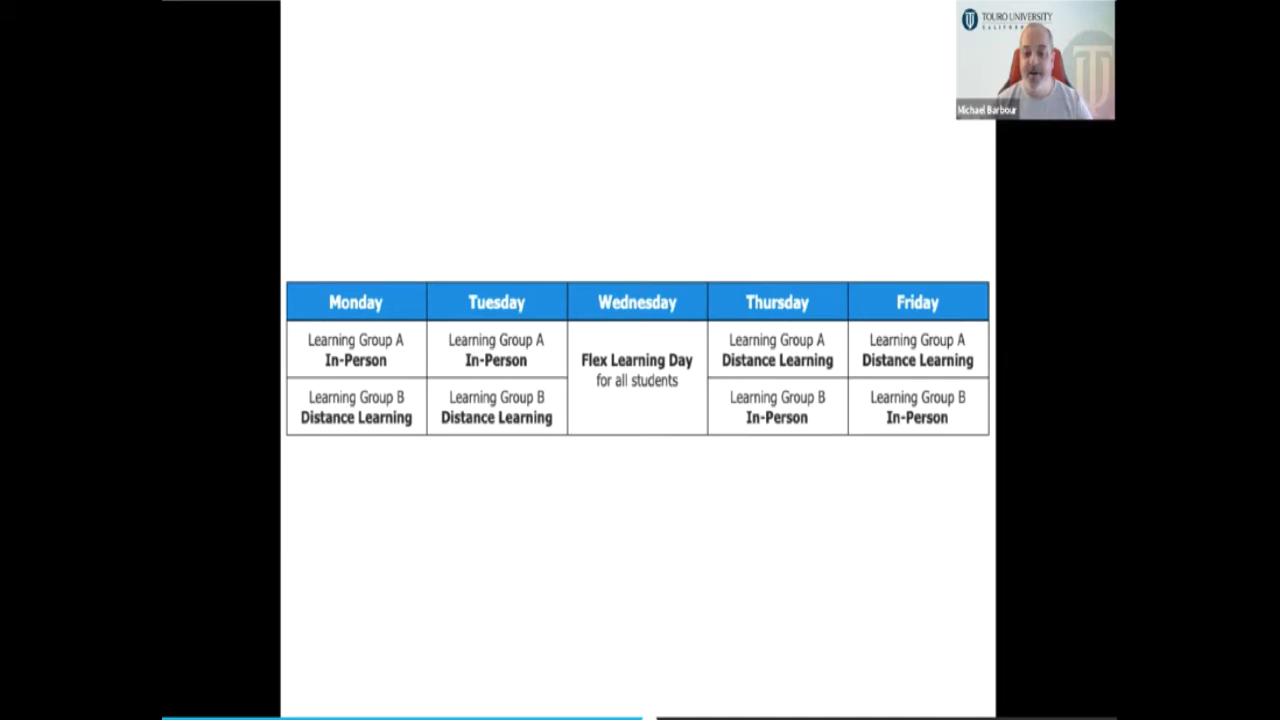 TOURO UNIVERSITY
CALIFORNIA
Michael Barbour
Monday
Tuesday
Wednesday
Thursday
Friday
Learning Group A
In-Person
Learning Group A
In-Person
Flex Learning Day
for all students
Learning Group A
Distance Learning
Learning Group A
Distance Learning
Learning Group B
Distance Learning
Learning Group B
Distance Learning
Learning Group B
In-Person
Learning Group B
In-Person